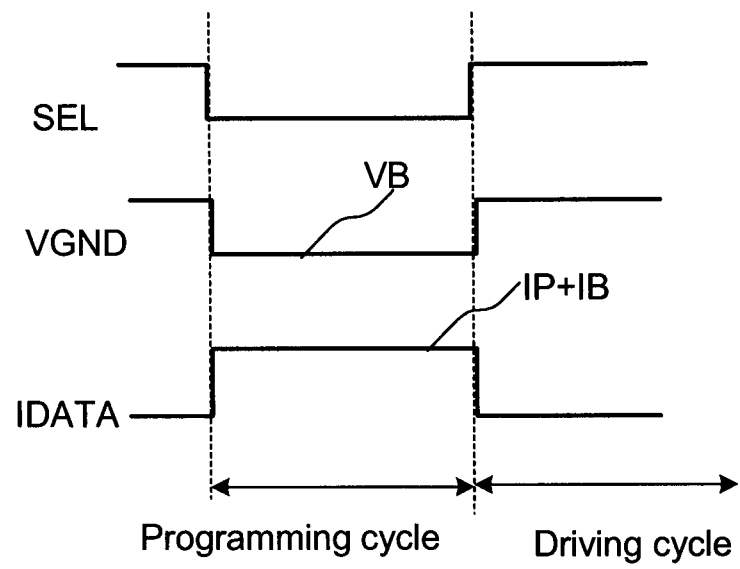 SEL
VB
VGND
IP+IB
IDATA
Programming cycle
Driving cycle